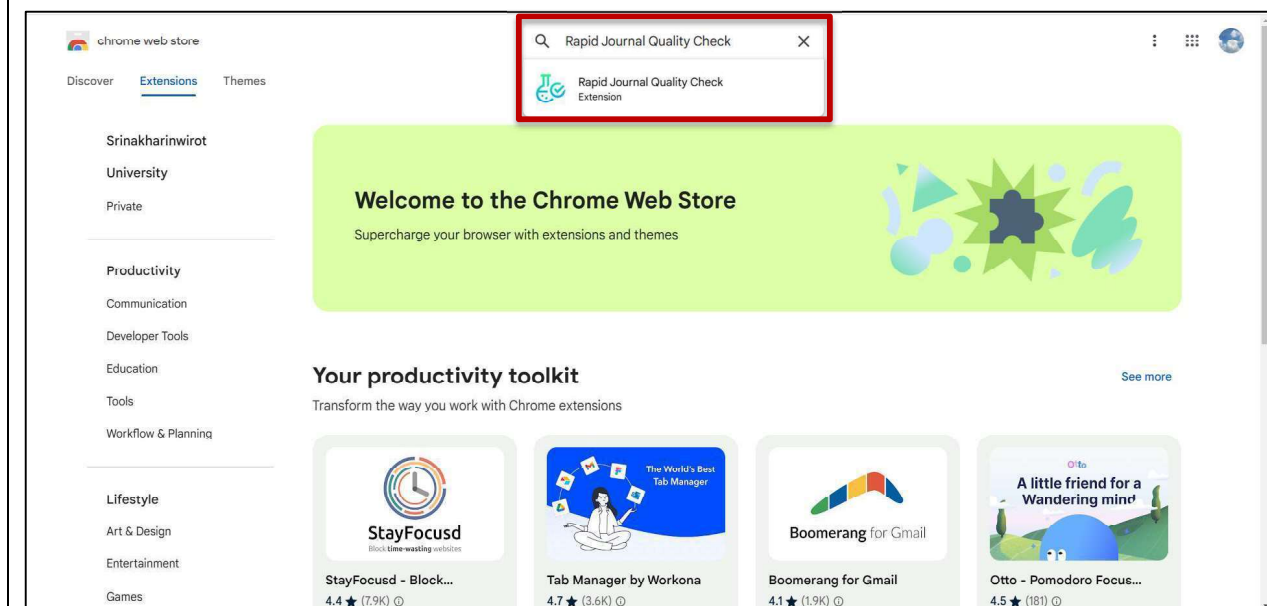 chrome web store
Rapid Journal Quality Check
Discover Extensions Themes
Rapid Journal Quality Check
Extension
Srinakharinwirot
University
Private
Productivity
Communication
Developer Tools
Education
Tools
Workflow & Planning
Lifestyle
Art & Design
Entertainment
Games
Welcome to the Chrome Web Store
Supercharge your browser with extensions and themes
Your productivity toolkit
See more
Transform the way you work with Chrome extensions
StayFocusd
Block time-wasting websites
StayFocusd - Block...
4.4 ★ (7.9K)
The World's Best
Tab Manager
Tab Manager by Workona
4.7 ★ (3.6K)
Boomerang for Gmail
Boomerang for Gmail
4.1 ★ (1.9K)
Otto
A little friend for a
Wandering mind
Otto - Pomodoro Focus...
4.5 ★ (181)